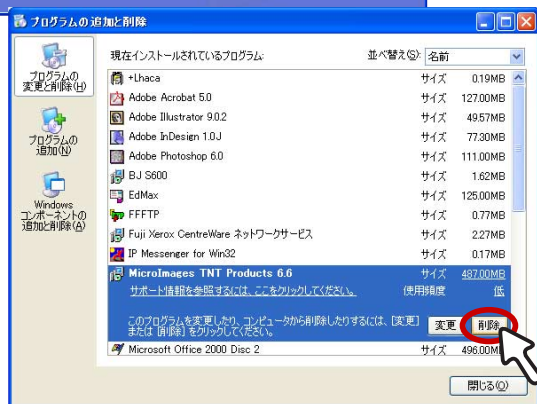 プログラムの追加と削除
プログラムの
変更と削除(H)
プログラムの
追加(N)
Windows
コンポーネントの
追加と削除(A)
現在インストールされているプログラム: 並べ替え(S): 名前
+Lhaca サイズ 0.19MB
Adobe Acrobat 5.0 サイズ 127.00MB
Adobe Illustrator 9.0.2 サイズ 49.57MB
Adobe InDesign 1.0J サイズ 77.30MB
Adobe Photoshop 6.0 サイズ 111.00MB
BJ S600 サイズ 1.62MB
EdMax サイズ 125.00MB
FFFTP サイズ 0.77MB
Fuji Xerox CentreWare ネットワークサービス サイズ 2.27MB
IP Messenger for Win32 サイズ 0.17MB
MicroImages TNT Products 6.6 サイズ 487.00MB
サポート情報を参照するには、ここをクリックしてください。 使用頻度 低
このプログラムを変更したり、コンピュータから削除したりするには、[変更]
または [削除] をクリックしてください。 変更 削除
Microsoft Office 2000 Disc 2 サイズ 496.00MB
閉じる(O)